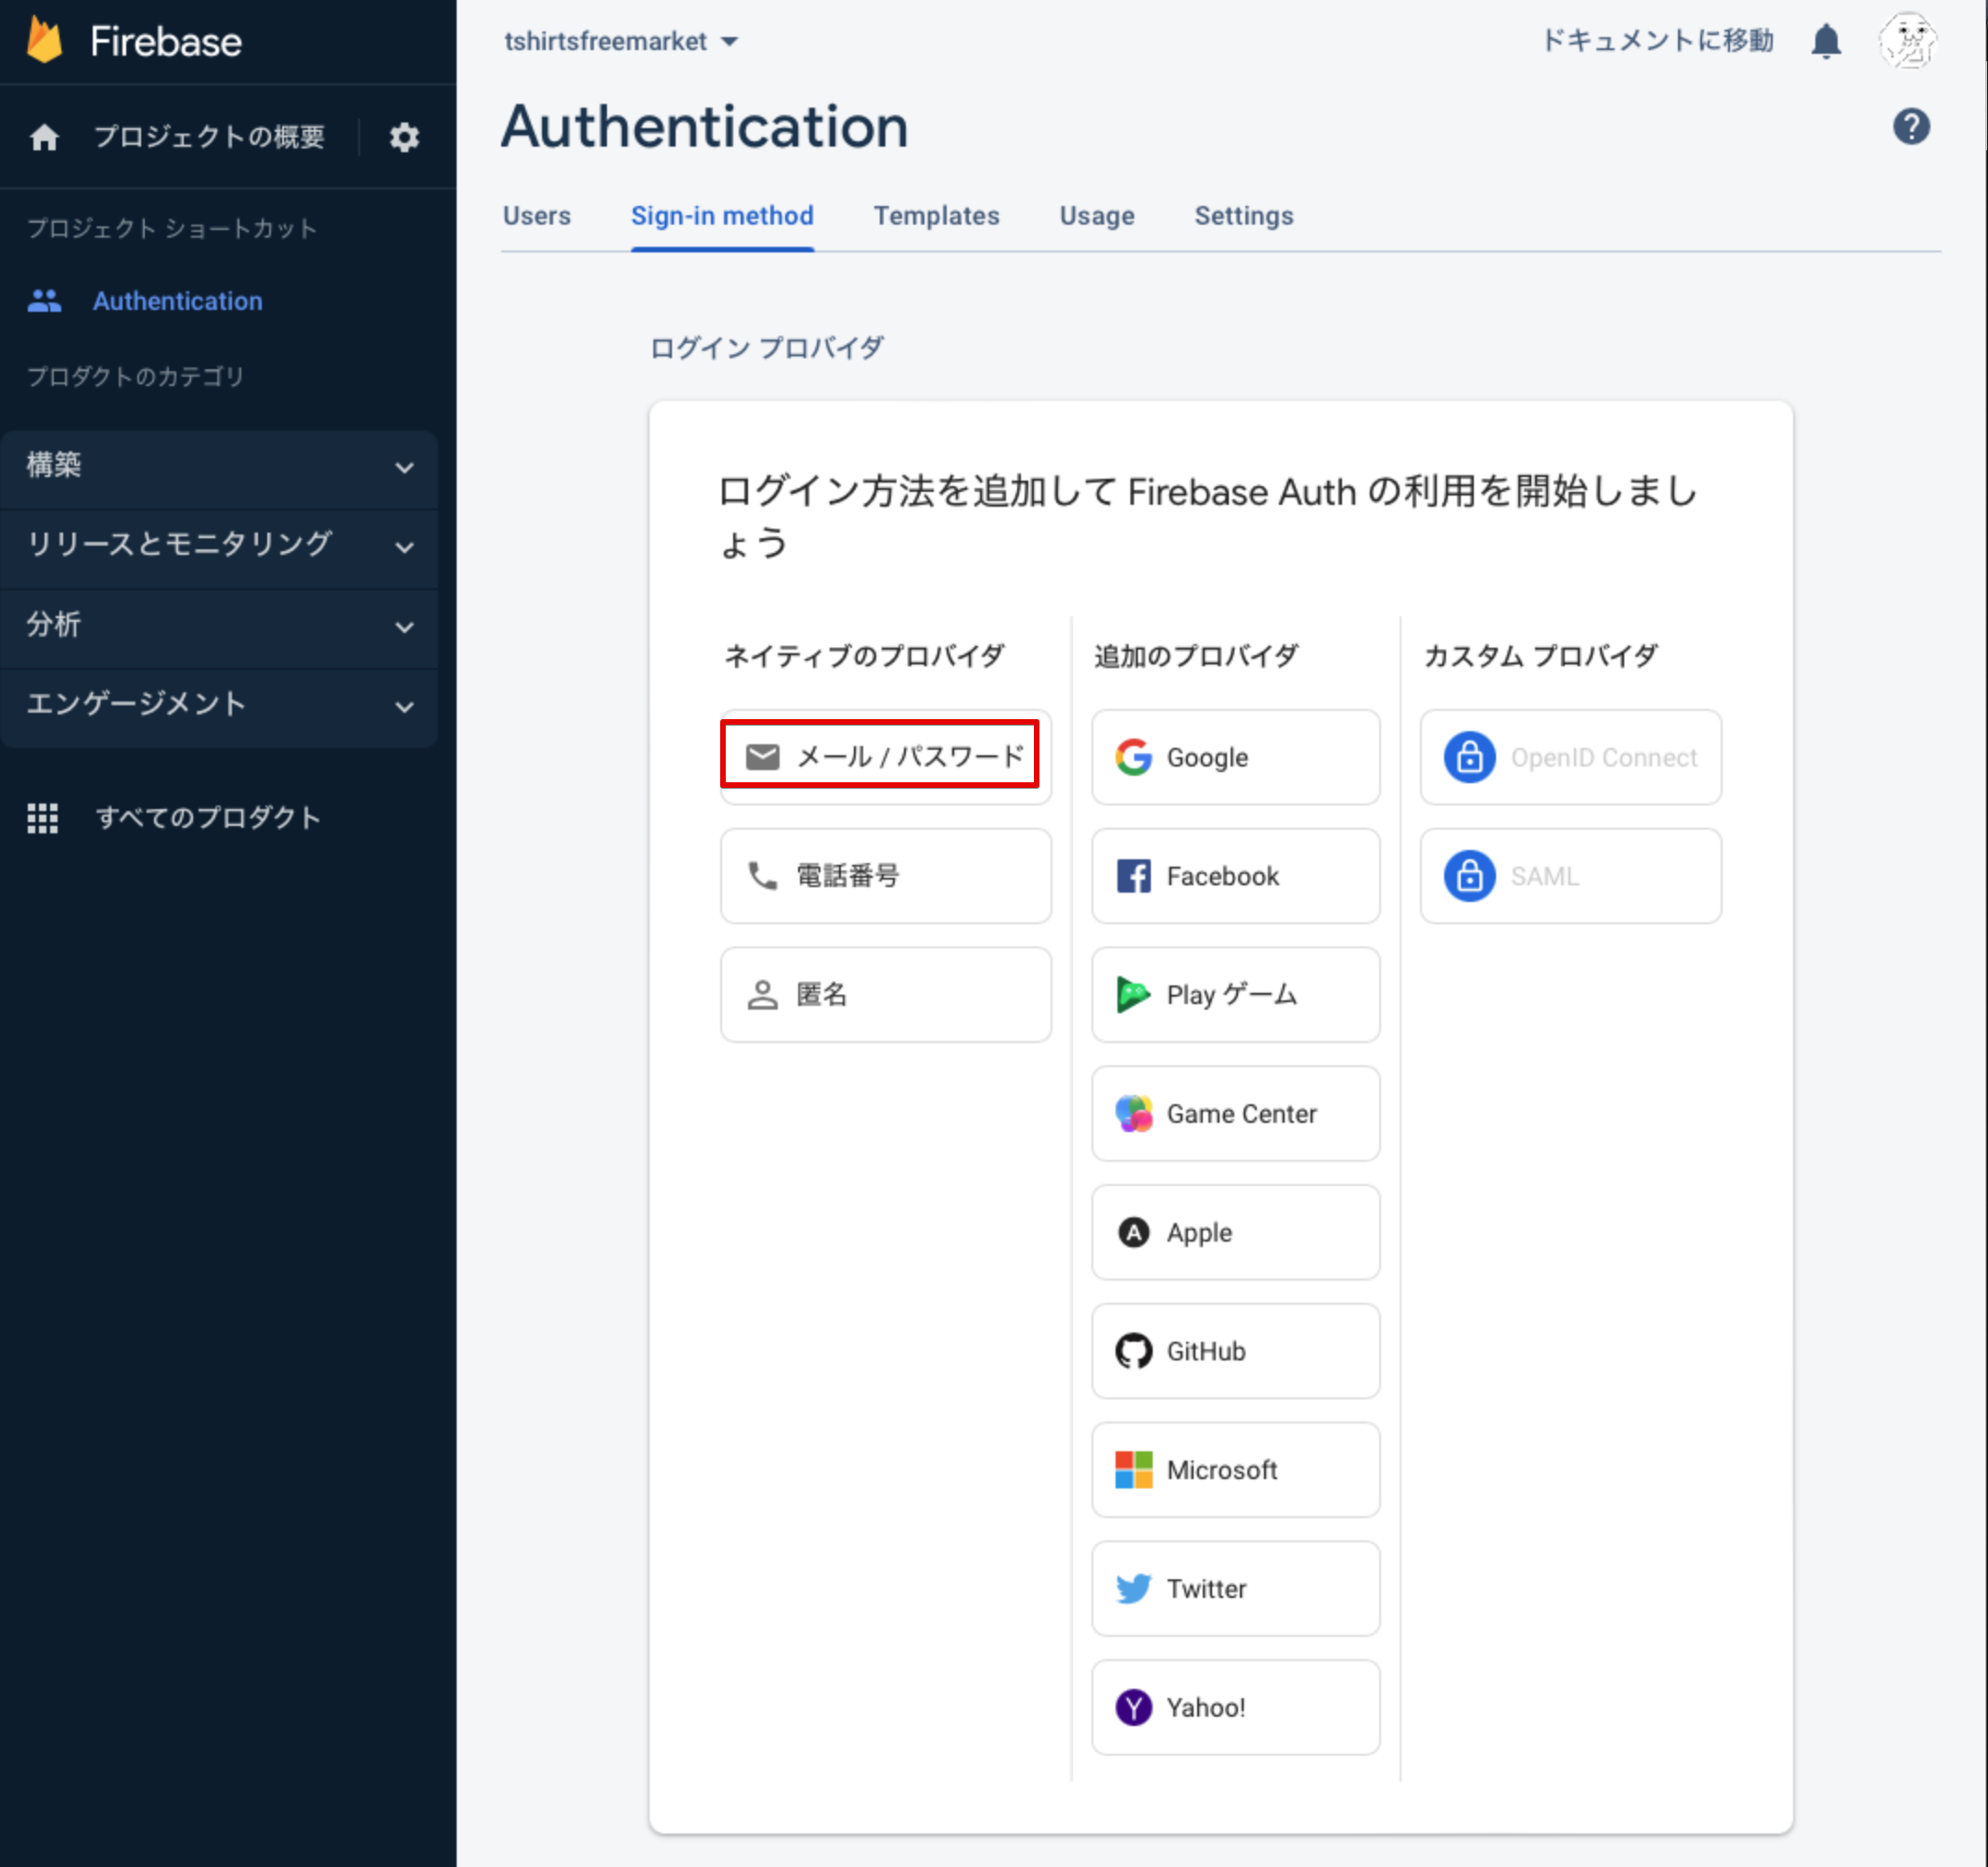 Firebase
プロジェクトの概要
プロジェクト ショートカット
Authentication
プロダクトのカテゴリ
構築
リリースとモニタリング
分析
エンゲージメント
すべてのプロダクト
tshirtsfreemarket
ドキュメントに移動
Authentication
Users
Sign-in method
Templates
Usage
Settings
ログイン プロバイダ
ログイン方法を追加して Firebase Auth の利用を開始しまし
ょう
ネイティブのプロバイダ
メール / パスワード
電話番号
匿名
追加のプロバイダ
Google
Facebook
Play ゲーム
Game Center
Apple
GitHub
Microsoft
Twitter
Yahoo!
カスタム プロバイダ
OpenID Connect
SAML